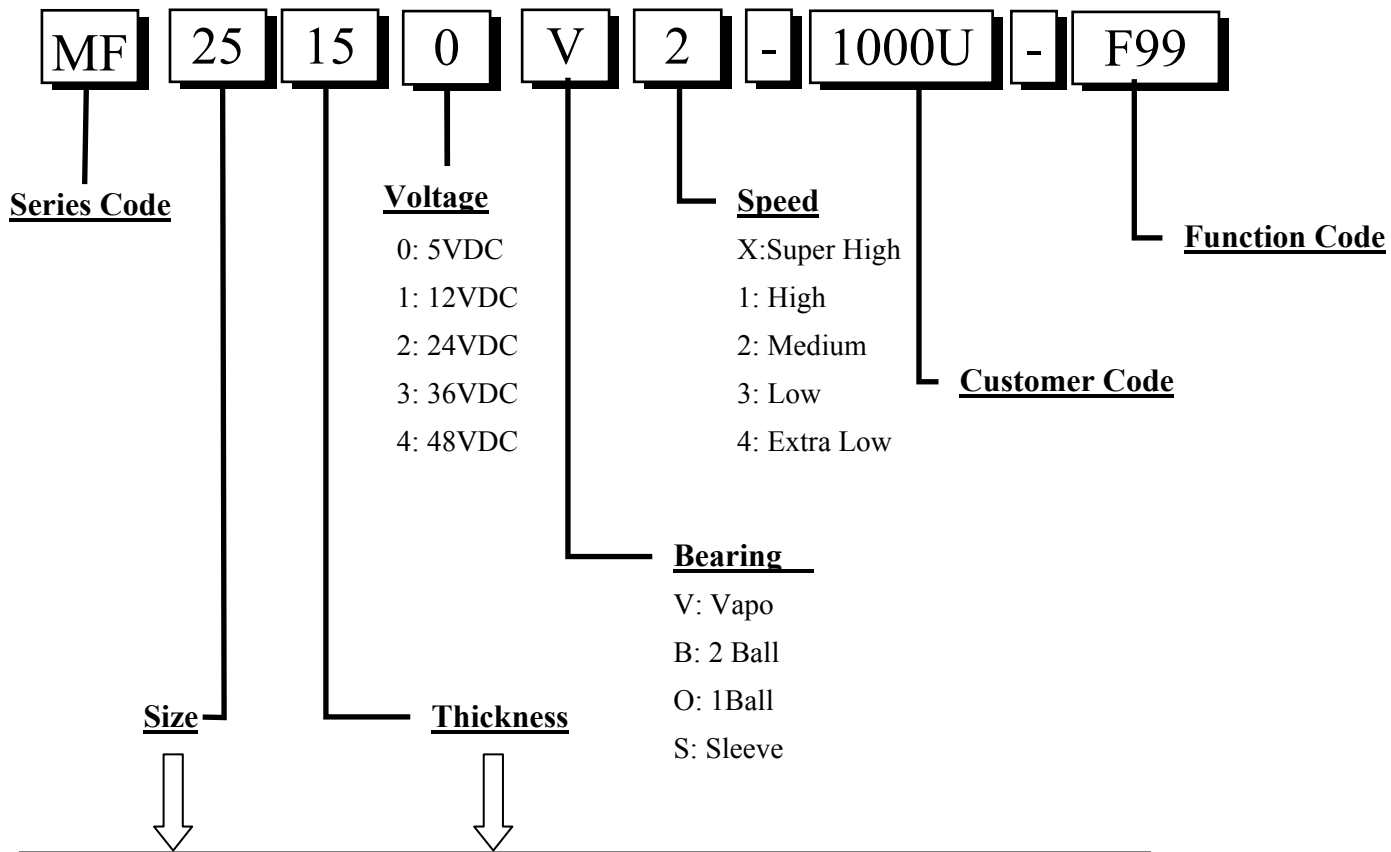 MF 25 15 0 V 2 - 1000U - F99
Series Code
Voltage
0: 5VDC
1: 12VDC
2: 24VDC
3: 36VDC
4: 48VDC
Speed
X:Super High
1: High
2: Medium
3: Low
4: Extra Low
Function Code
Customer Code
Bearing
V: Vapo
B: 2 Ball
O: 1Ball
S: Sleeve
Size
Thickness